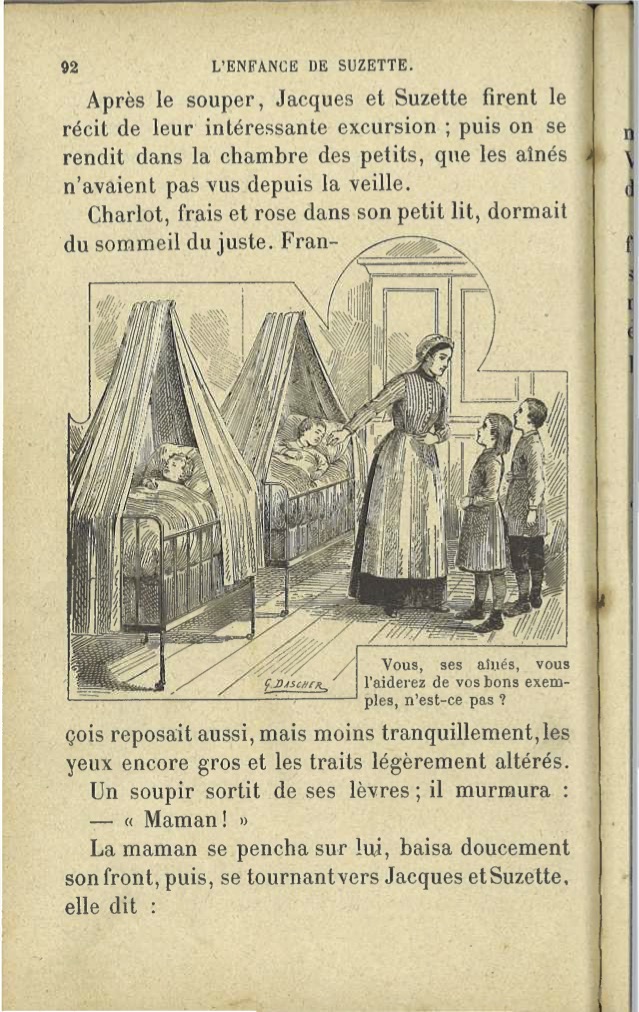 92
L'ENFANCE DE SUZETTE.
Après le souper, Jacques et Suzette firent le
récit de leur intéressante excursion ; puis on se
rendit dans la chambre des petits, que les aînés
n'avaient pas vus depuis la veille.
Charlot, frais et rose dans son petit lit, dormait
du sommeil du juste. Fran-
G. DASCHER
Vous, ses aînés, vous
l'aiderez de vos bons exem-
ples, n'est-ce pas ?
çois reposait aussi, mais moins tranquillement, les
yeux encore gros et les traits légèrement altérés.
Un soupir sortit de ses lèvres ; il murmura :
— « Maman ! »
La maman se pencha sur lui, baisa doucement
son front, puis, se tournant vers Jacques et Suzette,
elle dit :